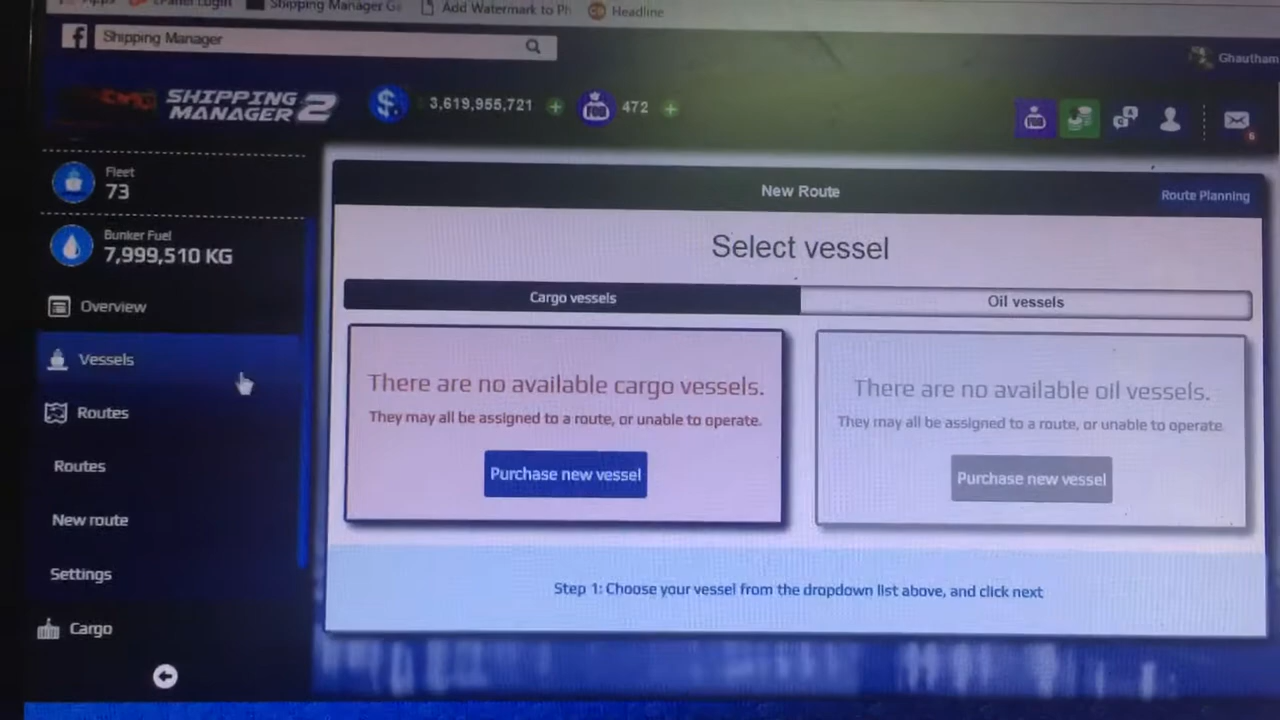 Shipping Manager Ge
Add Watermark to Ph
Headline
Shipping Manager
Ghautham
SHIPPING
MANAGER 2
3,619,955,721
472
Fleet
73
Bunker Fuel
7,999,510 KG
Overview
Vessels
Routes
Routes
New route
Settings
Cargo
New Route
Route Planning
Select vessel
Cargo vessels
Oil vessels
There are no available cargo vessels.
They may all be assigned to a route, or unable to operate.
Purchase new vessel
There are no available oil vessels.
They may all be assigned to a route, or unable to operate.
Purchase new vessel
Step 1: Choose your vessel from the dropdown list above, and click next